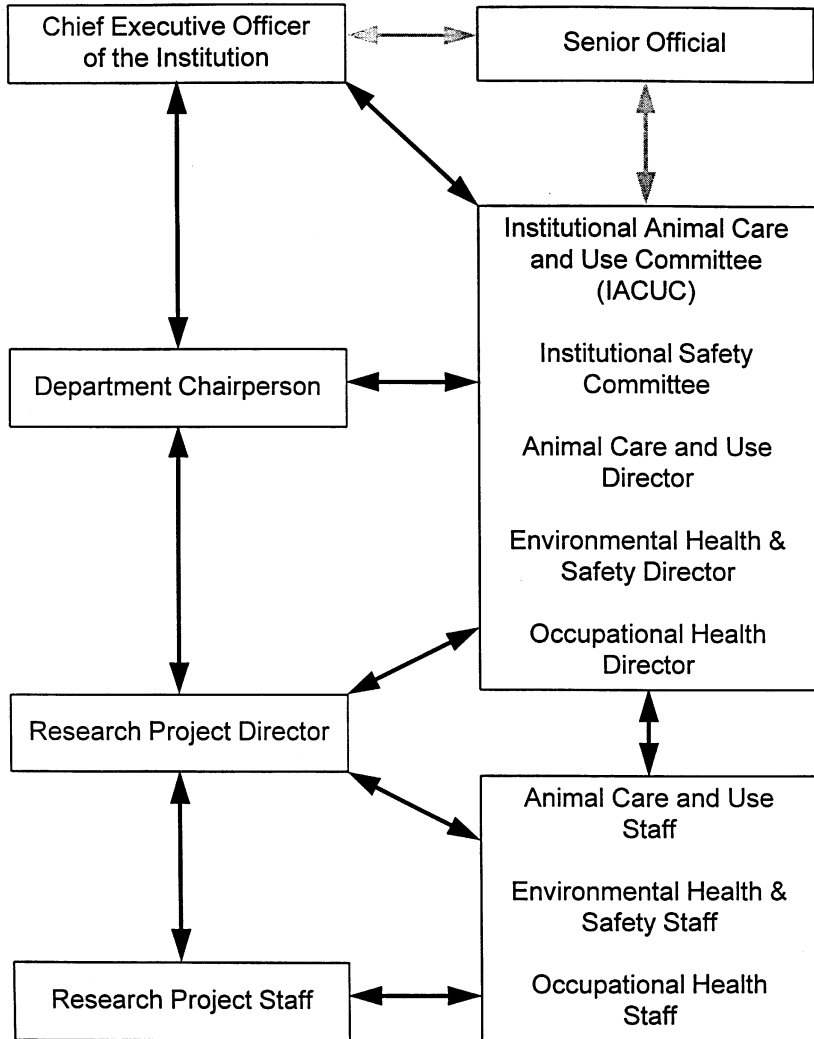 Chief Executive Officer
of the Institution
Senior Official
Institutional Animal Care
and Use Committee
(IACUC)
Institutional Safety
Committee
Animal Care and Use
Director
Environmental Health &
Safety Director
Occupational Health
Director
Department Chairperson
Research Project Director
Animal Care and Use
Staff
Environmental Health &
Safety Staff
Occupational Health
Staff
Research Project Staff